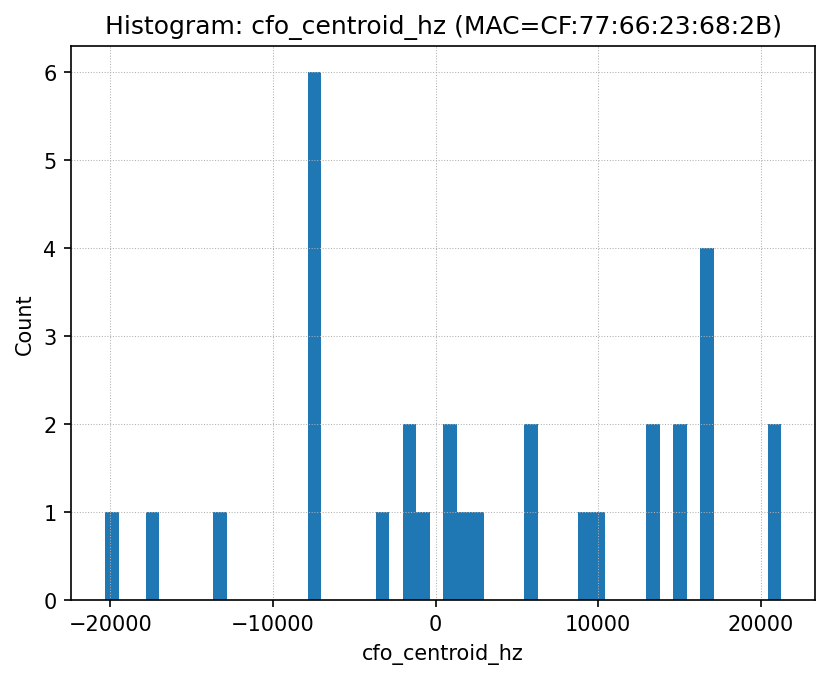 Histogram: cfo_centroid_hz (MAC=CF:77:66:23:68:2B)
6
5
4
3
2
1
0
Count
−20000 −10000 0 10000 20000
cfo_centroid_hz